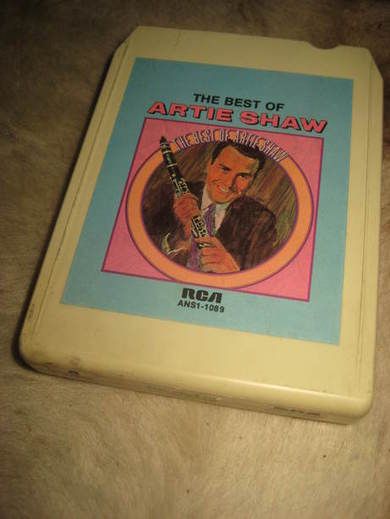 THE BEST OF
ARTIE SHAW
THE BEST OF ARTIE SHAW
RCA
ANS1-1089